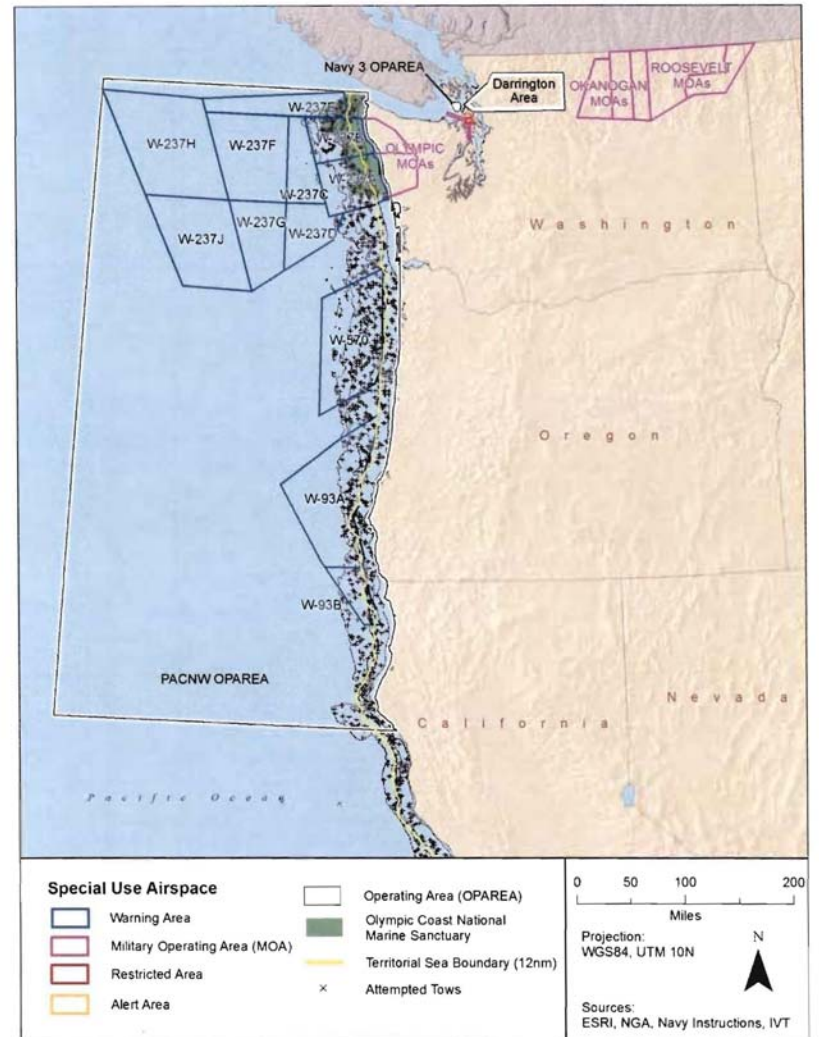 Navy 3 OPAREA
Darrington
Area
OKANOGAN
MOAs
ROOSEVELT
MOAs
W-237E
W-237H
W-237F
OLYMPIC
MOAs
W-237C
W-237J
W-237G
W-237D
Washington
W-570
Oregon
W-93A
W-93B
PACNW OPAREA
Nevada
California
Pacific Ocean
Special Use Airspace
Warning Area
Military Operating Area (MOA)
Restricted Area
Alert Area
Operating Area (OPAREA)
Olympic Coast National
Marine Sanctuary
Territorial Sea Boundary (12nm)
Attempted Tows
0 50 100 200
Miles
Projection:
WGS84, UTM 10N
N
Sources:
ESRI, NGA, Navy Instructions, IVT